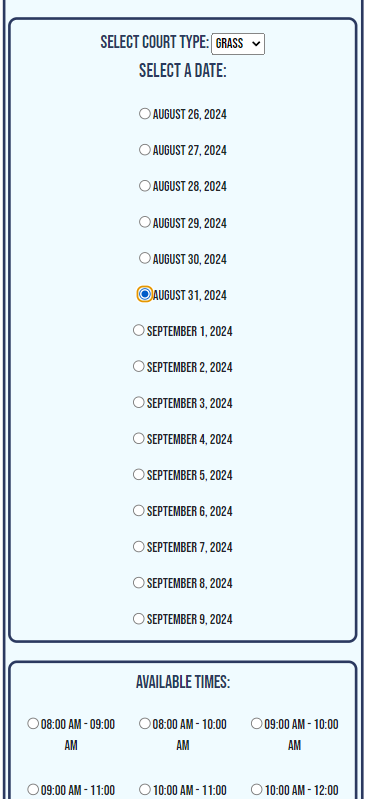 SELECT COURT TYPE: GRASS
SELECT A DATE:
AUGUST 26, 2024
AUGUST 27, 2024
AUGUST 28, 2024
AUGUST 29, 2024
AUGUST 30, 2024
AUGUST 31, 2024
SEPTEMBER 1, 2024
SEPTEMBER 2, 2024
SEPTEMBER 3, 2024
SEPTEMBER 4, 2024
SEPTEMBER 5, 2024
SEPTEMBER 6, 2024
SEPTEMBER 7, 2024
SEPTEMBER 8, 2024
SEPTEMBER 9, 2024
AVAILABLE TIMES:
08:00 AM - 09:00 AM
08:00 AM - 10:00 AM
09:00 AM - 10:00 AM
09:00 AM - 11:00
10:00 AM - 11:00
10:00 AM - 12:00